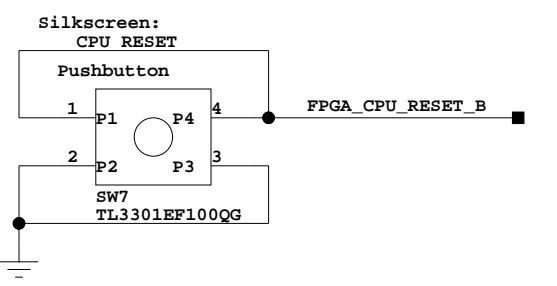 Silkscreen:
CPU RESET
Pushbutton
1 P1 P4 4
FPGA_CPU_RESET_B
2 P2 P3 3
SW7
TL3301EF100QG